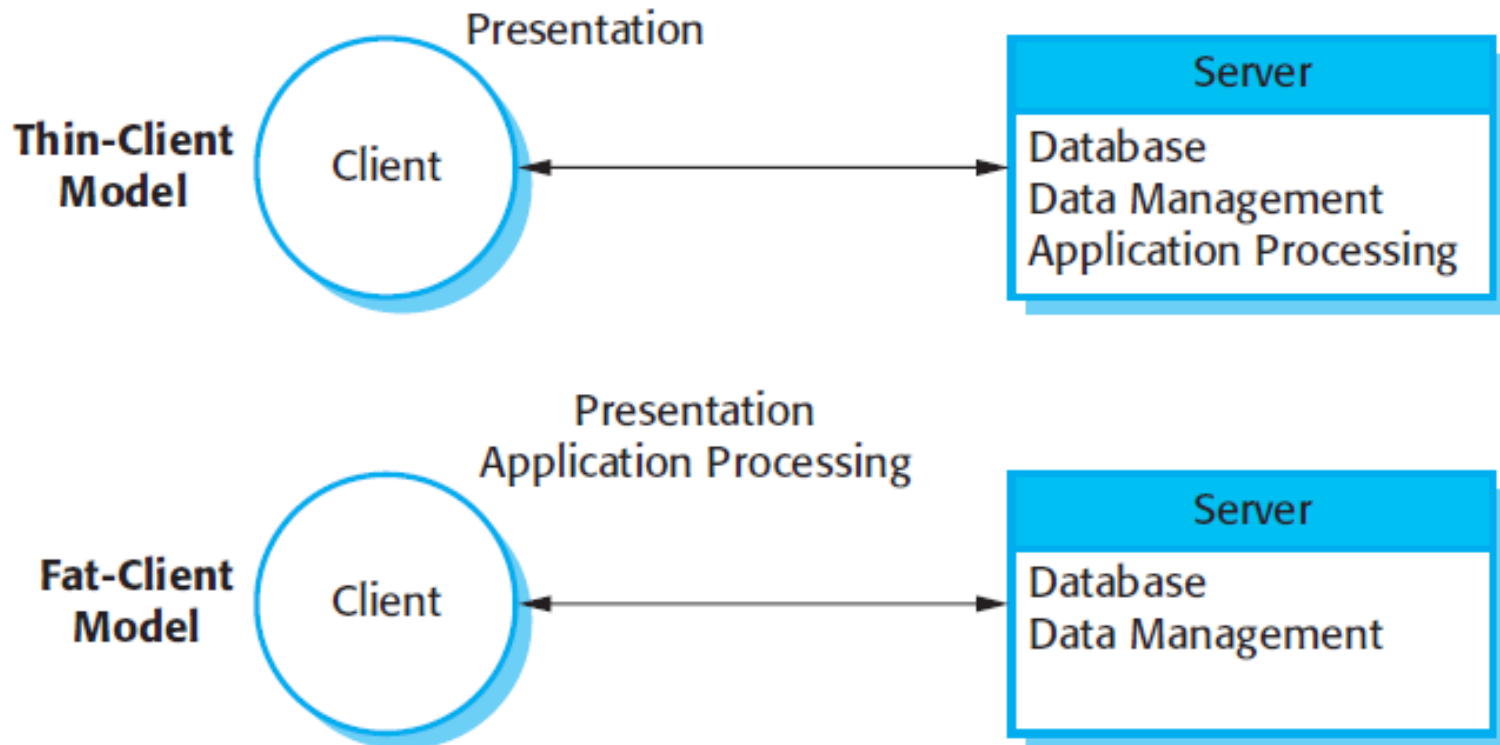 Presentation
Thin-Client
Model
Client
Server
Database
Data Management
Application Processing
Presentation
Application Processing
Fat-Client
Model
Client
Server
Database
Data Management